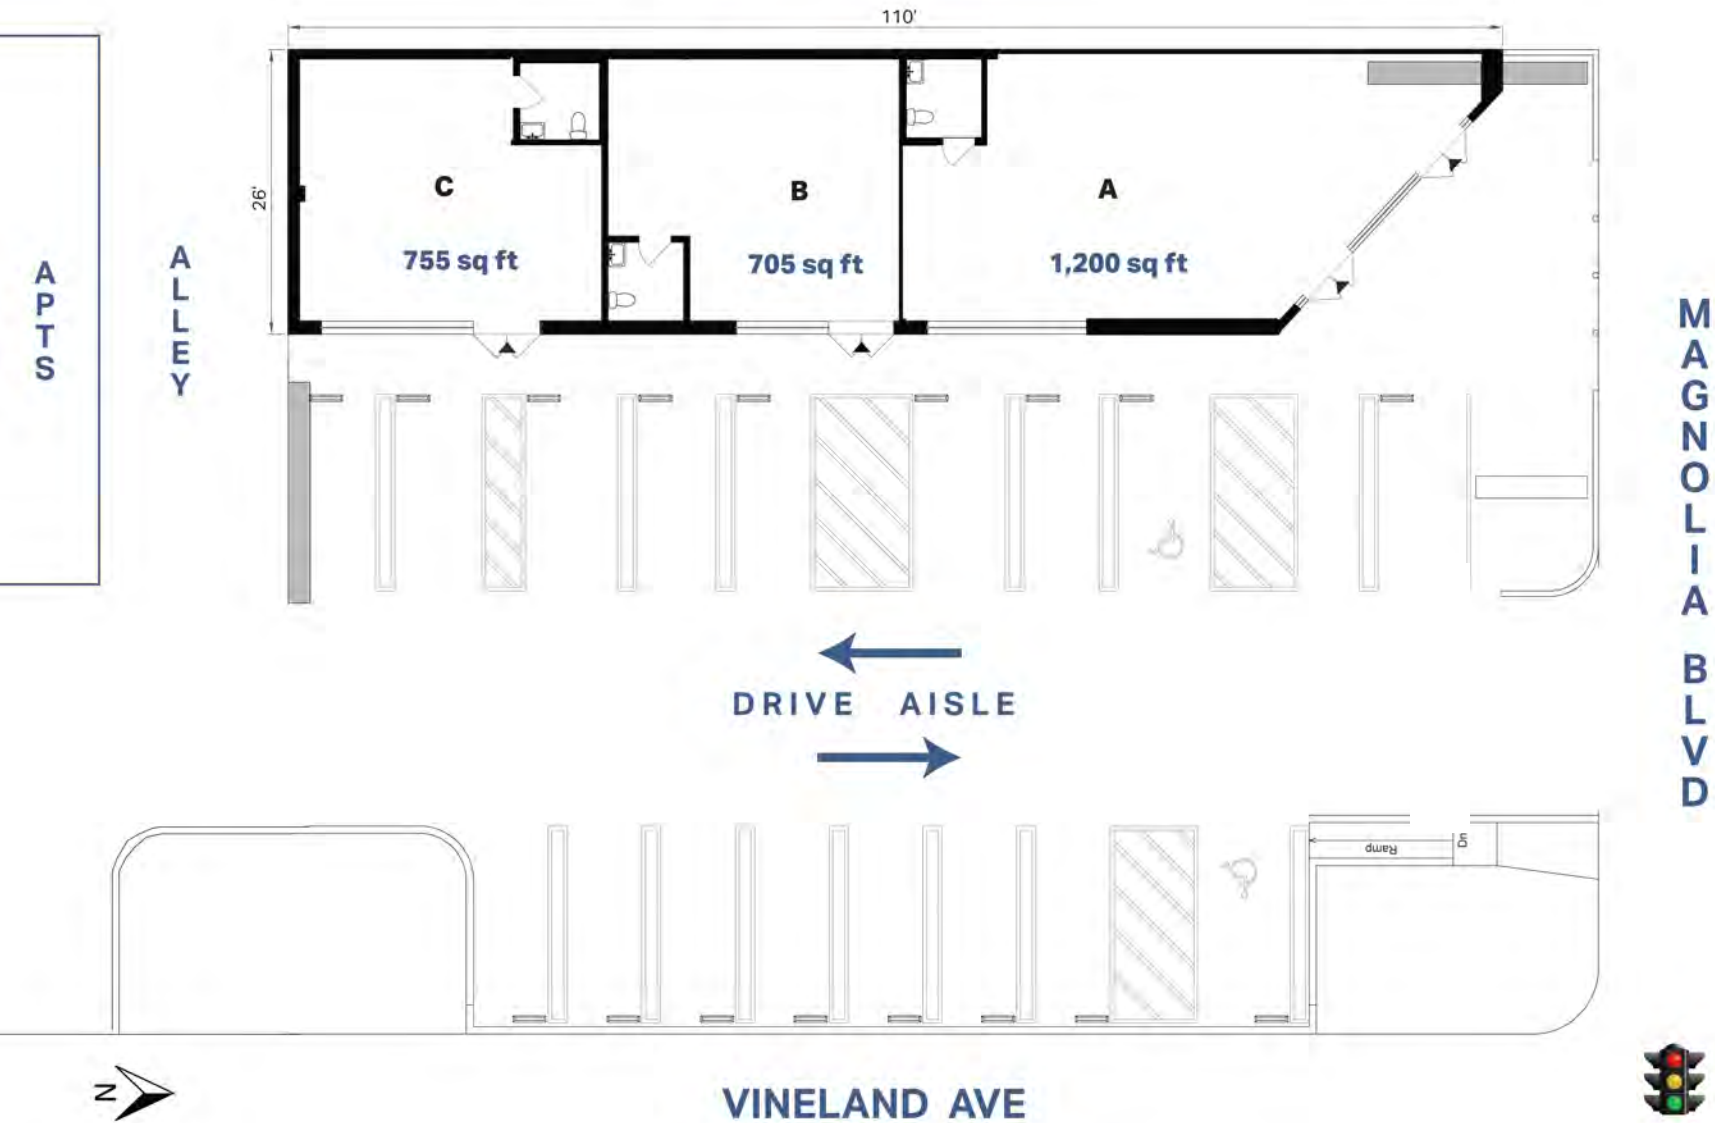 110'
26'
C
755 sq ft
B
705 sq ft
A
1,200 sq ft
APTS
ALLEY
MAGNOLIA BLVD
DRIVE AISLE
Ramp
Dn
N
VINELAND AVE